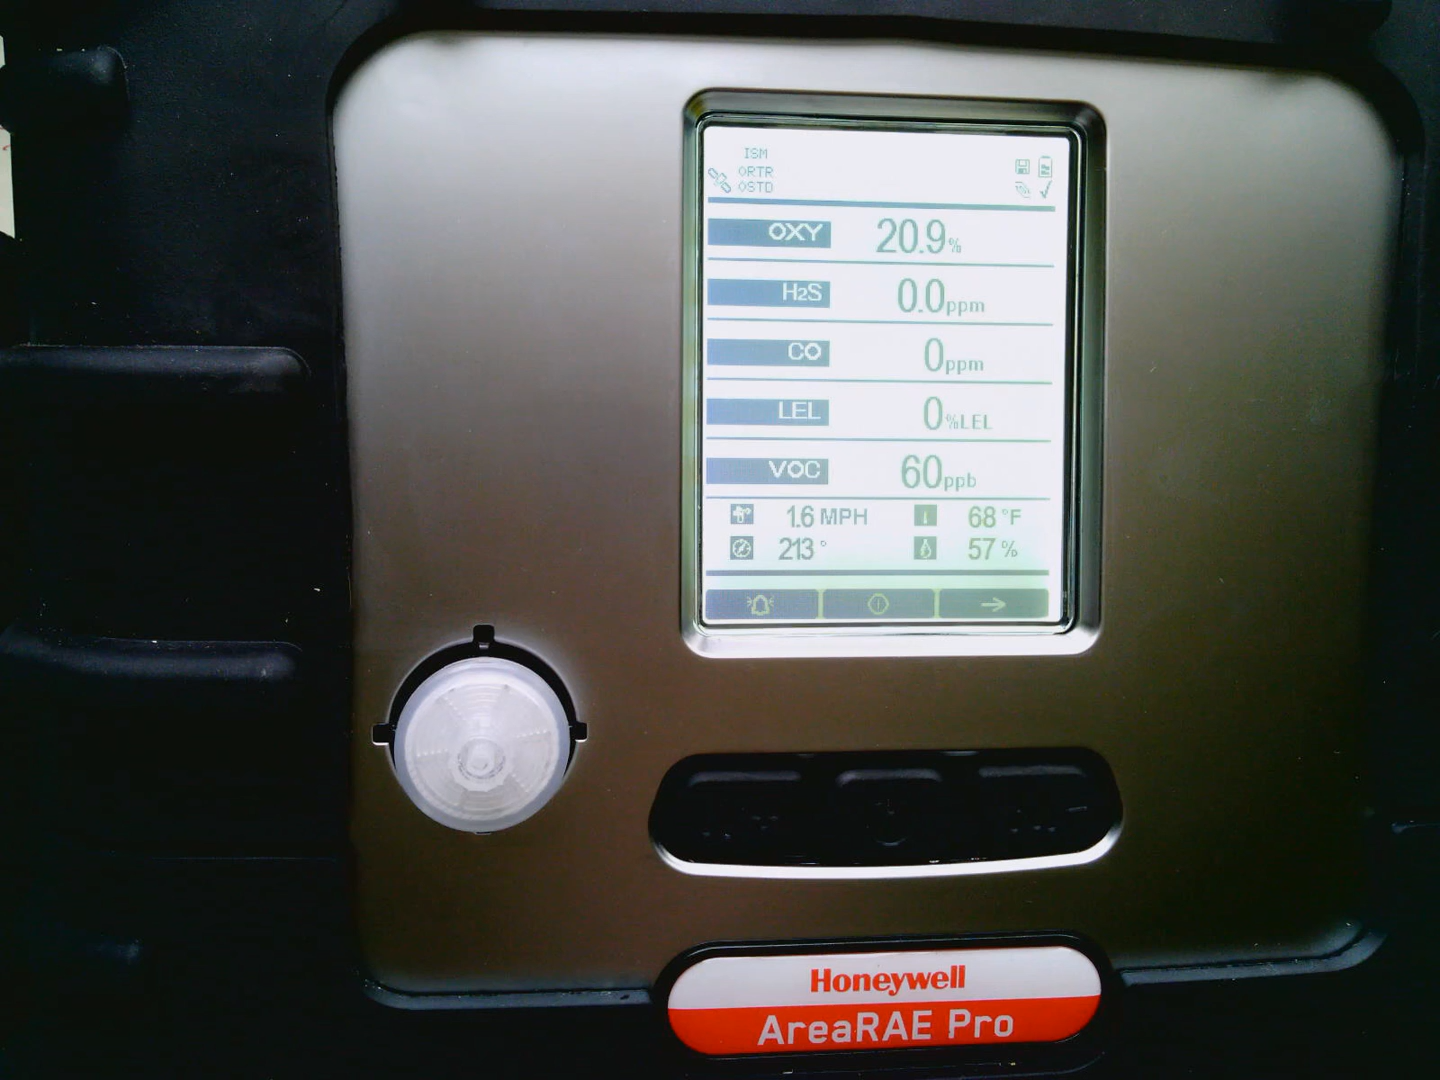 ISM
ORTR
OSTD
OXY 20.9%
H2S 0.0ppm
CO 0ppm
LEL 0%LEL
VOC 60ppb
1.6 MPH 68 °F
213 ° 57 %
Honeywell
AreaRAE Pro